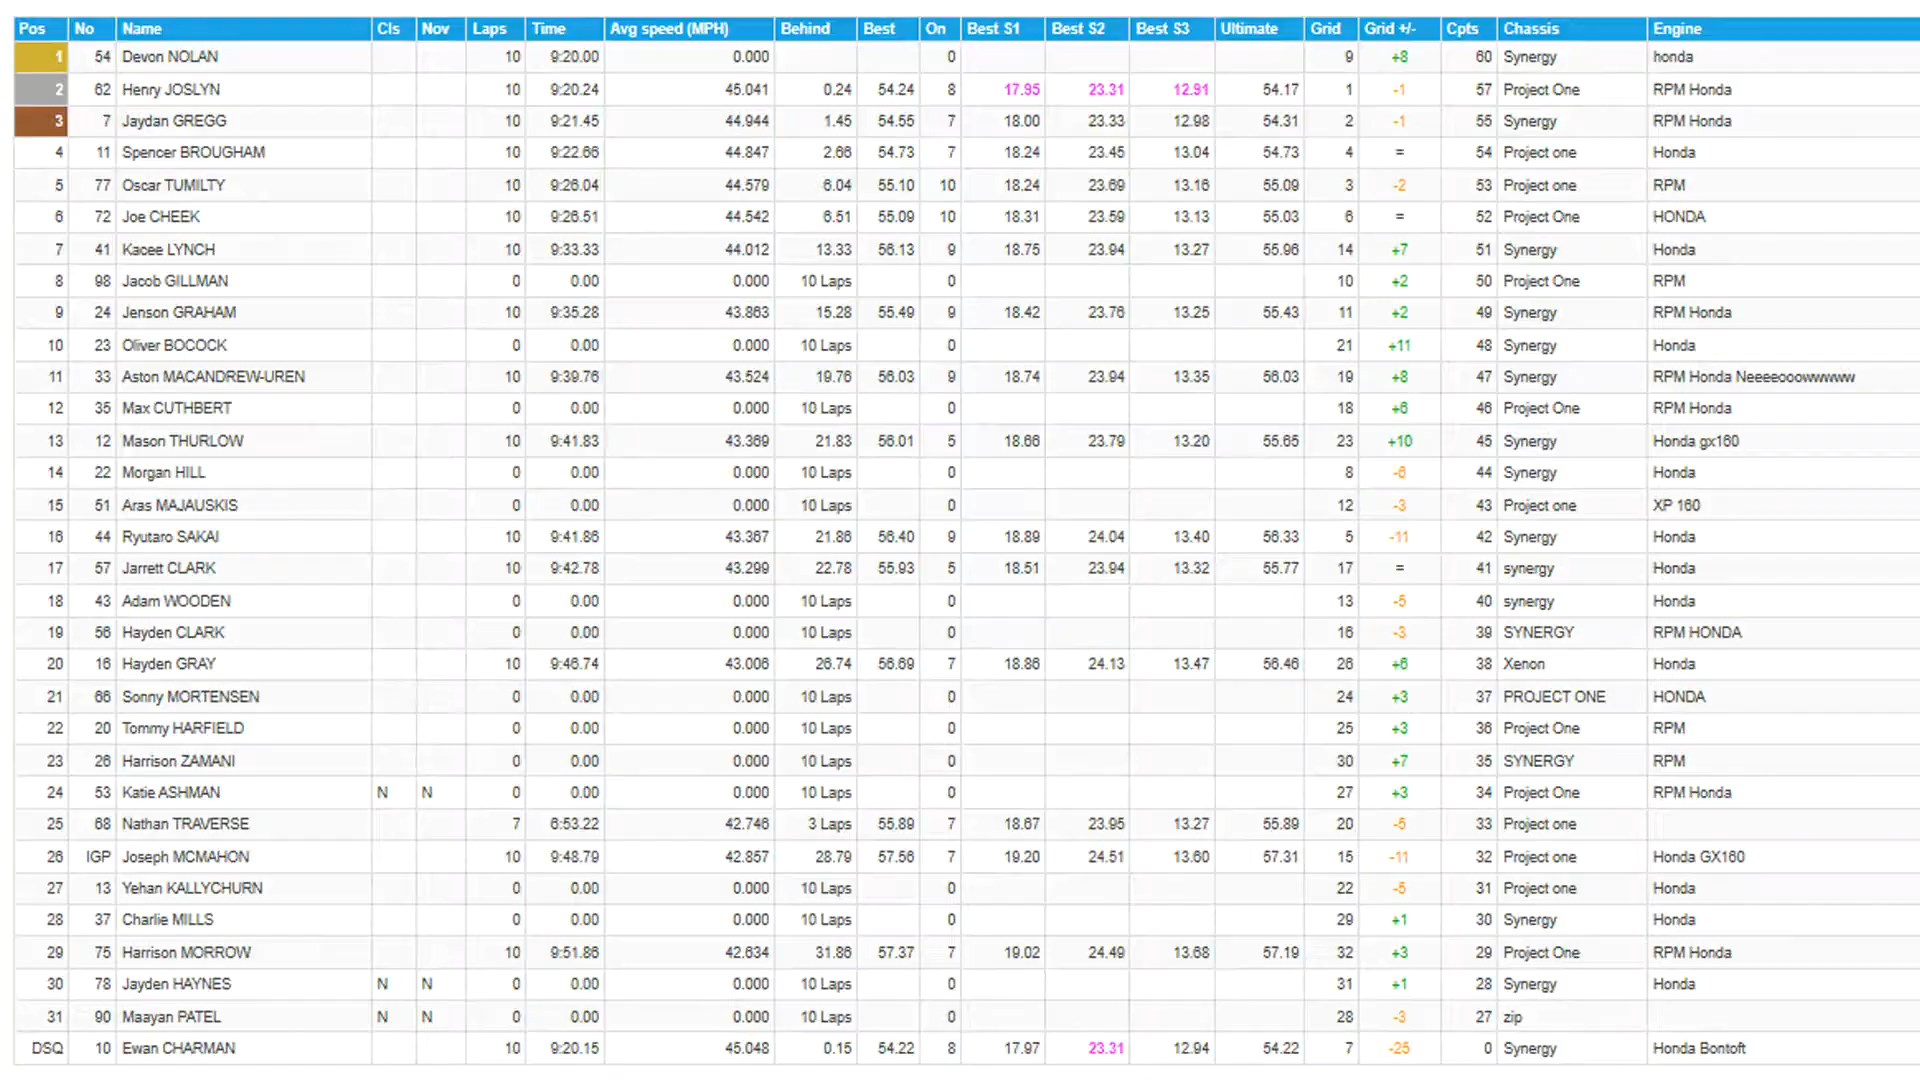 Pos No Name Cls Nov Laps Time Avg speed (MPH) Behind Best On Best S1 Best S2 Best S3 Ultimate Grid Grid +/- Cpts Chassis Engine
1 54 Devon NOLAN 10 9:20.00 0.000 0 9 +8 60 Synergy honda
2 62 Henry JOSLYN 10 9:20.24 45.041 0.24 54.24 8 17.95 23.31 12.91 54.17 1 -1 57 Project One RPM Honda
3 7 Jaydan GREGG 10 9:21.45 44.944 1.45 54.55 7 18.00 23.33 12.98 54.31 2 -1 55 Synergy RPM Honda
4 11 Spencer BROUGHAM 10 9:22.66 44.847 2.66 54.73 7 18.24 23.45 13.04 54.73 4 = 54 Project one Honda
5 77 Oscar TUMILTY 10 9:26.04 44.579 6.04 55.10 10 18.24 23.69 13.16 55.09 3 -2 53 Project one RPM
6 72 Joe CHEEK 10 9:26.51 44.542 6.51 55.09 10 18.31 23.59 13.13 55.03 6 = 52 Project One HONDA
7 41 Kacee LYNCH 10 9:33.33 44.012 13.33 56.13 9 18.75 23.94 13.27 55.96 14 +7 51 Synergy Honda
8 98 Jacob GILLMAN 0 0.00 0.000 10 Laps 0 10 +2 50 Project One RPM
9 24 Jenson GRAHAM 10 9:35.28 43.863 15.28 55.49 9 18.42 23.76 13.25 55.43 11 +2 49 Synergy RPM Honda
10 23 Oliver BOCOCK 0 0.00 0.000 10 Laps 0 21 +11 48 Synergy Honda
11 33 Aston MACANDREW-UREN 10 9:39.76 43.524 19.76 56.03 9 18.74 23.94 13.35 56.03 19 +8 47 Synergy RPM Honda Neeeeooowwwww
12 35 Max CUTHBERT 0 0.00 0.000 10 Laps 0 18 +6 46 Project One RPM Honda
13 12 Mason THURLOW 10 9:41.83 43.369 21.83 56.01 5 18.66 23.79 13.20 55.65 23 +10 45 Synergy Honda gx160
14 22 Morgan HILL 0 0.00 0.000 10 Laps 0 8 -6 44 Synergy Honda
15 51 Aras MAJAUSKIS 0 0.00 0.000 10 Laps 0 12 -3 43 Project one XP 160
16 44 Ryutaro SAKAI 10 9:41.86 43.367 21.86 56.40 9 18.89 24.04 13.40 56.33 5 -11 42 Synergy Honda
17 57 Jarrett CLARK 10 9:42.78 43.299 22.78 55.93 5 18.51 23.94 13.32 55.77 17 = 41 synergy Honda
18 43 Adam WOODEN 0 0.00 0.000 10 Laps 0 13 -5 40 synergy Honda
19 56 Hayden CLARK 0 0.00 0.000 10 Laps 0 16 -3 39 SYNERGY RPM HONDA
20 16 Hayden GRAY 10 9:46.74 43.006 26.74 56.69 7 18.86 24.13 13.47 56.46 26 +6 38 Xenon Honda
21 66 Sonny MORTENSEN 0 0.00 0.000 10 Laps 0 24 +3 37 PROJECT ONE HONDA
22 20 Tommy HARFIELD 0 0.00 0.000 10 Laps 0 25 +3 36 Project One RPM
23 26 Harrison ZAMANI 0 0.00 0.000 10 Laps 0 30 +7 35 SYNERGY RPM
24 53 Katie ASHMAN N N 0 0.00 0.000 10 Laps 0 27 +3 34 Project One RPM Honda
25 68 Nathan TRAVERSE 7 6:53.22 42.746 3 Laps 55.89 7 18.67 23.95 13.27 55.89 20 -5 33 Project one
26 IGP Joseph MCMAHON 10 9:48.79 42.857 28.79 57.56 7 19.20 24.51 13.60 57.31 15 -11 32 Project one Honda GX160
27 13 Yehan KALLYCHURN 0 0.00 0.000 10 Laps 0 22 -5 31 Project one Honda
28 37 Charlie MILLS 0 0.00 0.000 10 Laps 0 29 +1 30 Synergy Honda
29 75 Harrison MORROW 10 9:51.86 42.634 31.86 57.37 7 19.02 24.49 13.68 57.19 32 +3 29 Project One RPM Honda
30 78 Jayden HAYNES N N 0 0.00 0.000 10 Laps 0 31 +1 28 Synergy Honda
31 90 Maayan PATEL N N 0 0.00 0.000 10 Laps 0 28 -3 27 zip
DSQ 10 Ewan CHARMAN 10 9:20.15 45.048 0.15 54.22 8 17.97 23.31 12.94 54.22 7 -25 0 Synergy Honda Bontoft